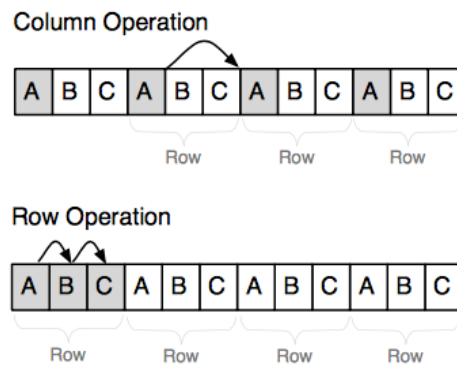 Column Operation
A B C A B C A B C A B C
Row Row Row
Row Operation
A B C A B C A B C A B C
Row Row Row Row